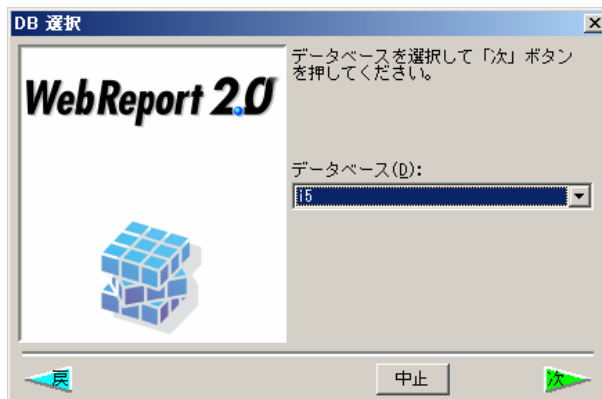 DB 選択
データベースを選択して「次」ボタン
を押してください。
WebReport 2.0
データベース(D):
i5
戻
中止
次